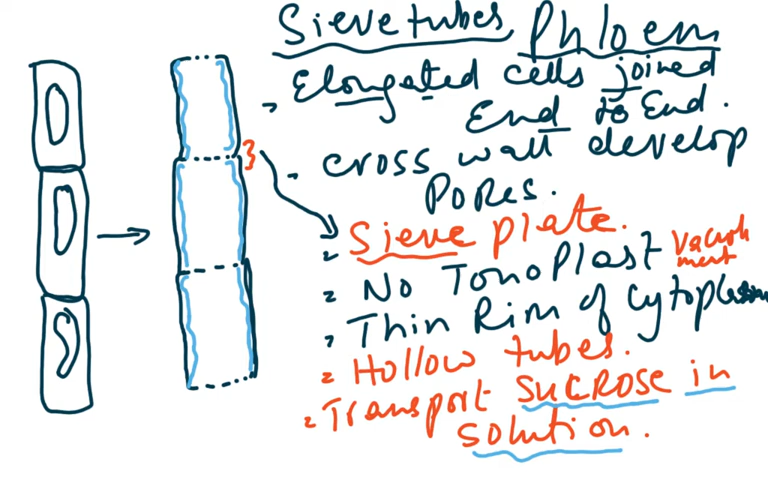 Sieve tubes Phloem
Elongated cells joined
End to End.
cross wall develop
Pores.
Sieve plate.
No Tonoplast
Thin Rim of cytoplasm
Hollow tubes.
Transport sucrose in
solution.